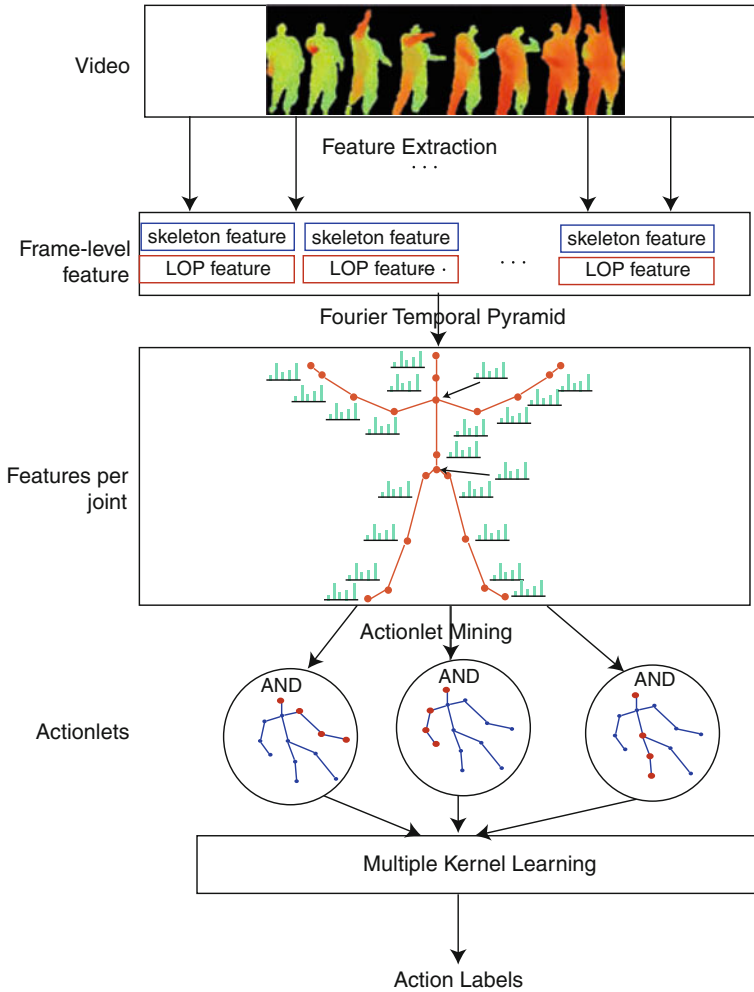 Video
Feature Extraction
. . .
Frame-level
feature
skeleton feature
skeleton feature
skeleton feature
LOP feature
LOP feature
. . .
LOP feature
Fourier Temporal Pyramid
Features per
joint
Actionlet Mining
Actionlets
AND
AND
AND
Multiple Kernel Learning
Action Labels